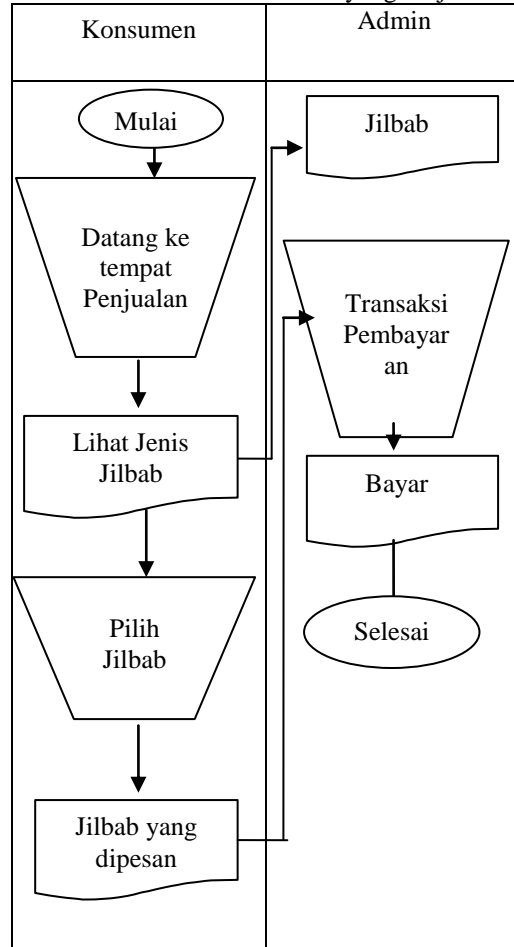 Konsumen
Admin
Mulai
Datang ke
tempat
Penjualan
Lihat Jenis
Jilbab
Pilih
Jilbab
Jilbab yang
dipesan
Jilbab
Transaksi
Pembayar
an
Bayar
Selesai